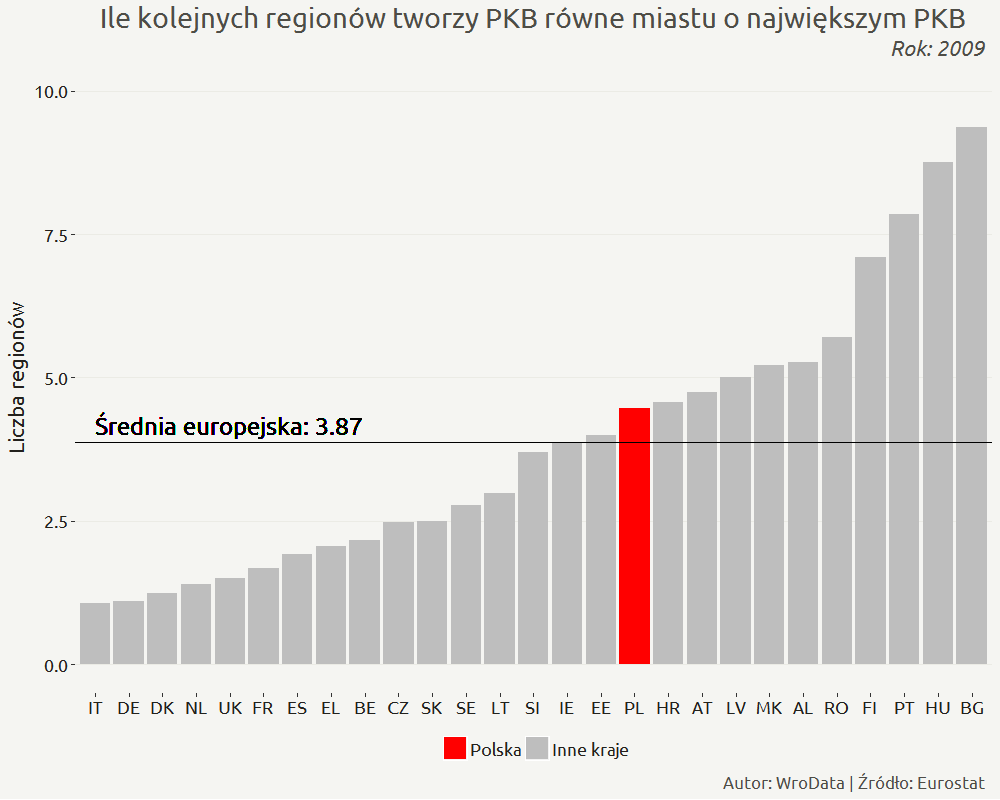 Ile kolejnych regionów tworzy PKB równe miastu o największym PKB
Rok: 2009
Liczba regionów
10.0
7.5
5.0
2.5
0.0
Średnia europejska: 3.87
IT DE DK NL UK FR ES EL BE CZ SK SE LT SI IE EE PL HR AT LV MK AL RO FI PT HU BG
Polska Inne kraje
Autor: WroData | Źródło: Eurostat